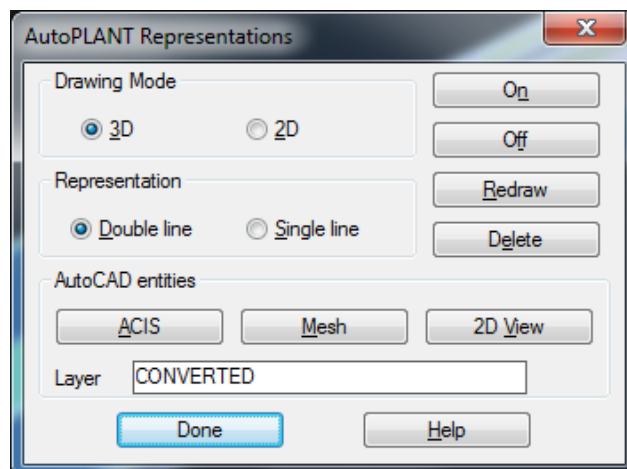 AutoPLANT Representations
Drawing Mode
3D
2D
On
Off
Representation
Double line
Single line
Redraw
Delete
AutoCAD entities
ACIS
Mesh
2D View
Layer
CONVERTED
Done
Help